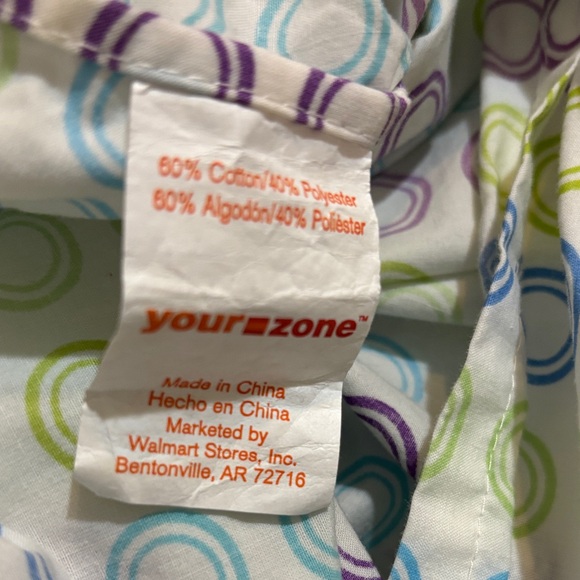 60% Cotton/40% Polyester
60% Algodón/40% Poliéster
your zone™
Made in China
Hecho en China
Marketed by
Walmart Stores, Inc.
Bentonville, AR 72716